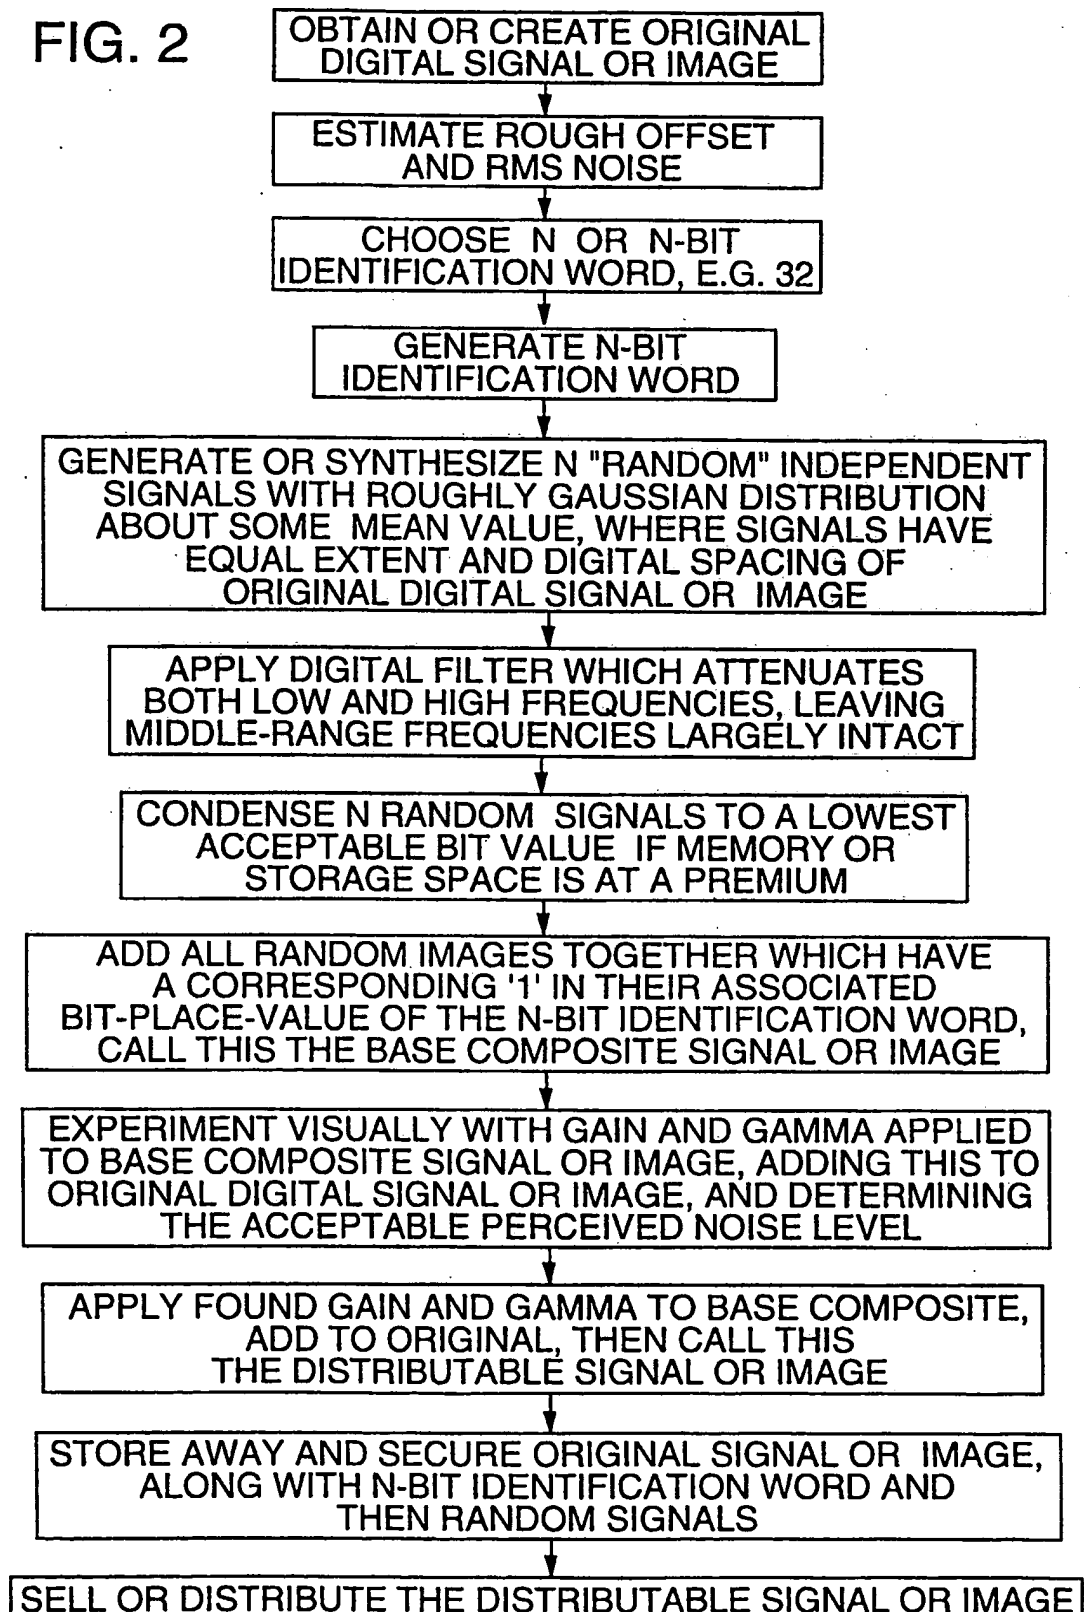 FIG. 2
OBTAIN OR CREATE ORIGINAL
DIGITAL SIGNAL OR IMAGE
ESTIMATE ROUGH OFFSET
AND RMS NOISE
CHOOSE N OR N-BIT
IDENTIFICATION WORD, E.G. 32
GENERATE N-BIT
IDENTIFICATION WORD
GENERATE OR SYNTHESIZE N "RANDOM" INDEPENDENT
SIGNALS WITH ROUGHLY GAUSSIAN DISTRIBUTION
ABOUT SOME MEAN VALUE, WHERE SIGNALS HAVE
EQUAL EXTENT AND DIGITAL SPACING OF
ORIGINAL DIGITAL SIGNAL OR IMAGE
APPLY DIGITAL FILTER WHICH ATTENUATES
BOTH LOW AND HIGH FREQUENCIES, LEAVING
MIDDLE-RANGE FREQUENCIES LARGELY INTACT
CONDENSE N RANDOM SIGNALS TO A LOWEST
ACCEPTABLE BIT VALUE IF MEMORY OR
STORAGE SPACE IS AT A PREMIUM
ADD ALL RANDOM IMAGES TOGETHER WHICH HAVE
A CORRESPONDING '1' IN THEIR ASSOCIATED
BIT-PLACE-VALUE OF THE N-BIT IDENTIFICATION WORD,
CALL THIS THE BASE COMPOSITE SIGNAL OR IMAGE
EXPERIMENT VISUALLY WITH GAIN AND GAMMA APPLIED
TO BASE COMPOSITE SIGNAL OR IMAGE, ADDING THIS TO
ORIGINAL DIGITAL SIGNAL OR IMAGE, AND DETERMINING
THE ACCEPTABLE PERCEIVED NOISE LEVEL
APPLY FOUND GAIN AND GAMMA TO BASE COMPOSITE,
ADD TO ORIGINAL, THEN CALL THIS
THE DISTRIBUTABLE SIGNAL OR IMAGE
STORE AWAY AND SECURE ORIGINAL SIGNAL OR IMAGE,
ALONG WITH N-BIT IDENTIFICATION WORD AND
THEN RANDOM SIGNALS
SELL OR DISTRIBUTE THE DISTRIBUTABLE SIGNAL OR IMAGE